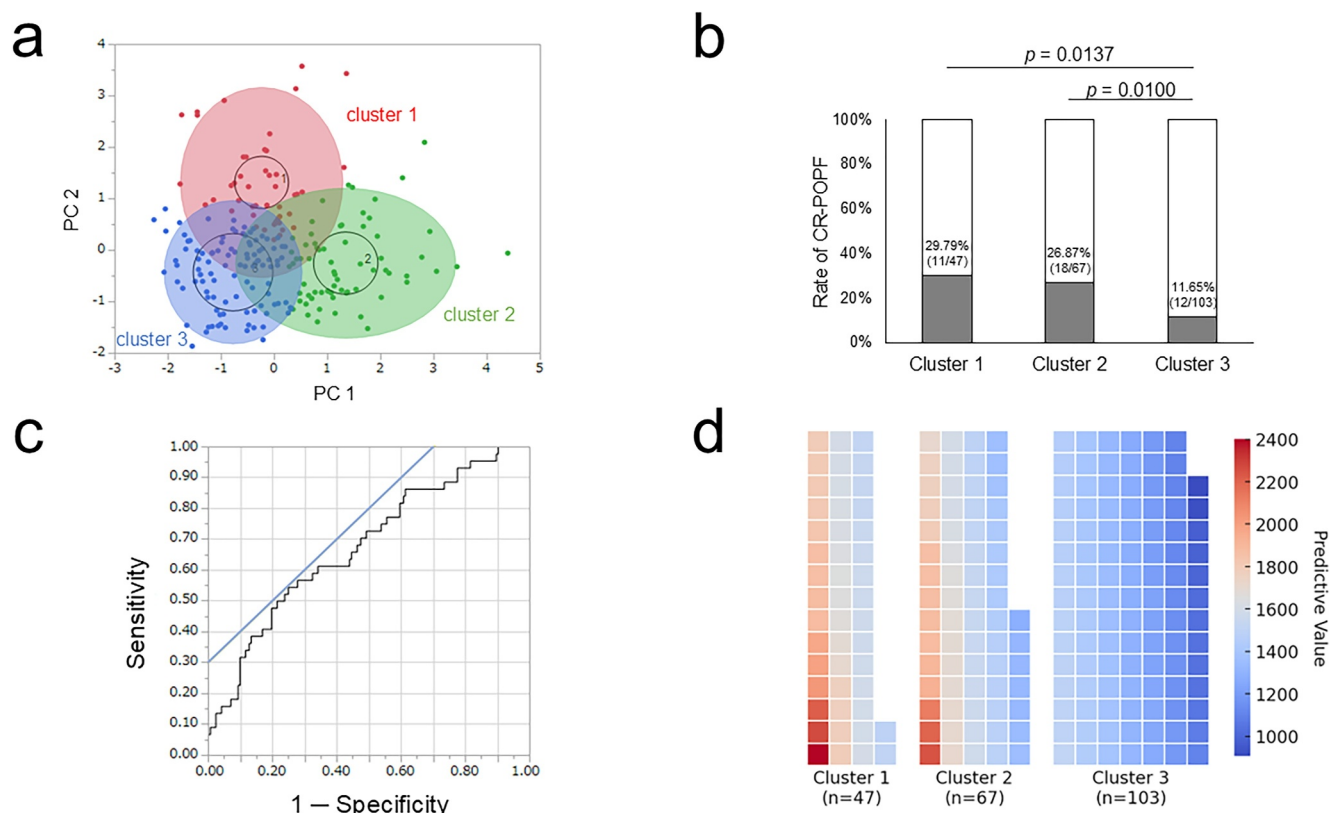 a
4
3
2
1
0
-1
-2
PC 2
cluster 1
1
2
3
cluster 2
cluster 3
-3
-2
-1
0
1
2
3
4
5
PC 1
b
p = 0.0137
p = 0.0100
100%
80%
60%
40%
20%
0%
Rate of CR-POPF
29.79%
(11/47)
26.87%
(18/67)
11.65%
(12/103)
Cluster 1
Cluster 2
Cluster 3
c
1.00
0.90
0.80
0.70
0.60
0.50
0.40
0.30
0.20
0.10
0.00
Sensitivity
0.00
0.20
0.40
0.60
0.80
1.00
1 — Specificity
d
Cluster 1
(n=47)
Cluster 2
(n=67)
Cluster 3
(n=103)
2400
2200
2000
1800
1600
1400
1200
1000
Predictive Value